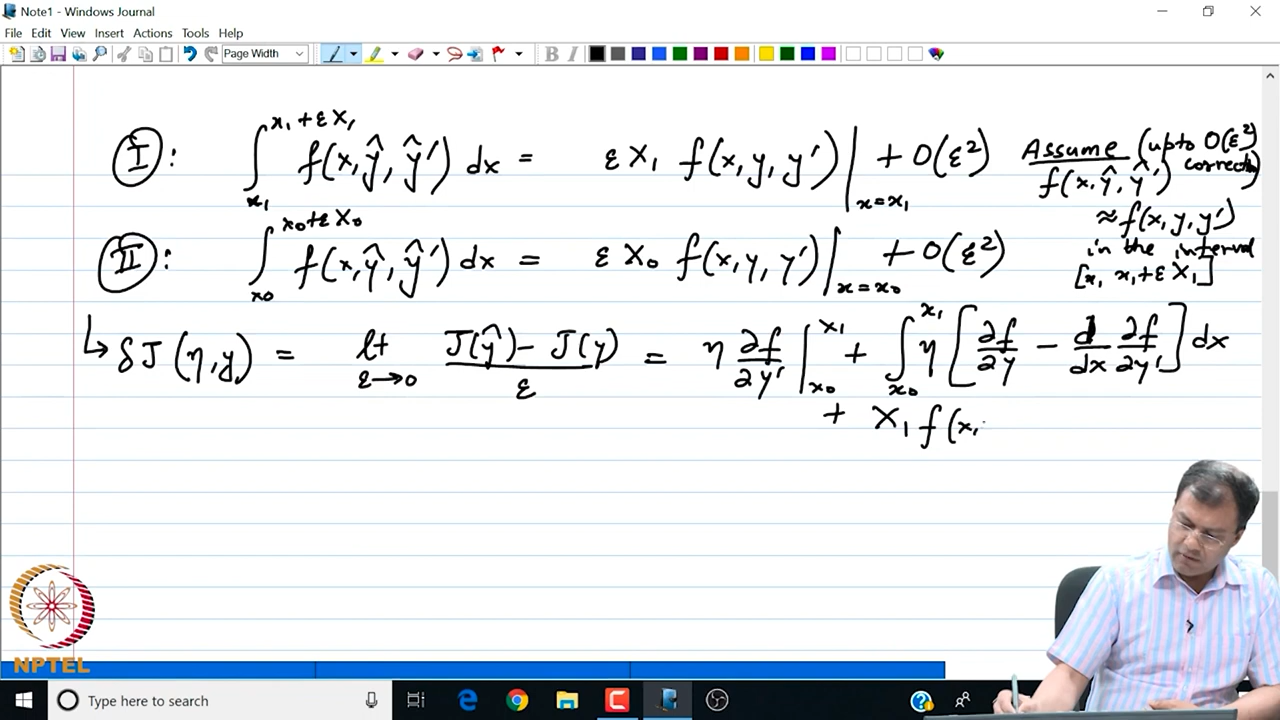 Note1 - Windows Journal
File Edit View Insert Actions Tools Help
Page Width
I: ∫_{x₁}^{x₁+εX₁} f(x, ŷ, ŷ') dx = εX₁ f(x, y, y')|_{x=x₁} + O(ε²)
Assume (upto O(ε²)
correctn)
f(x, ŷ, ŷ')
≈ f(x, y, y')
in the interval
[x₁ x₁+εX₁]
II: ∫_{x₀}^{x₀+εX₀} f(x, ŷ, ŷ') dx = εX₀ f(x, y, y')|_{x=x₀} + O(ε²)
↳ δJ(η, y) = lt_{ε→0} (J(ŷ) - J(y))/ε = η ∂f/∂y'|_{x₀}^{x₁} + ∫_{x₀}^{x₁} η [∂f/∂y - d/dx ∂f/∂y'] dx
+ X₁ f(x,
NPTEL
Type here to search